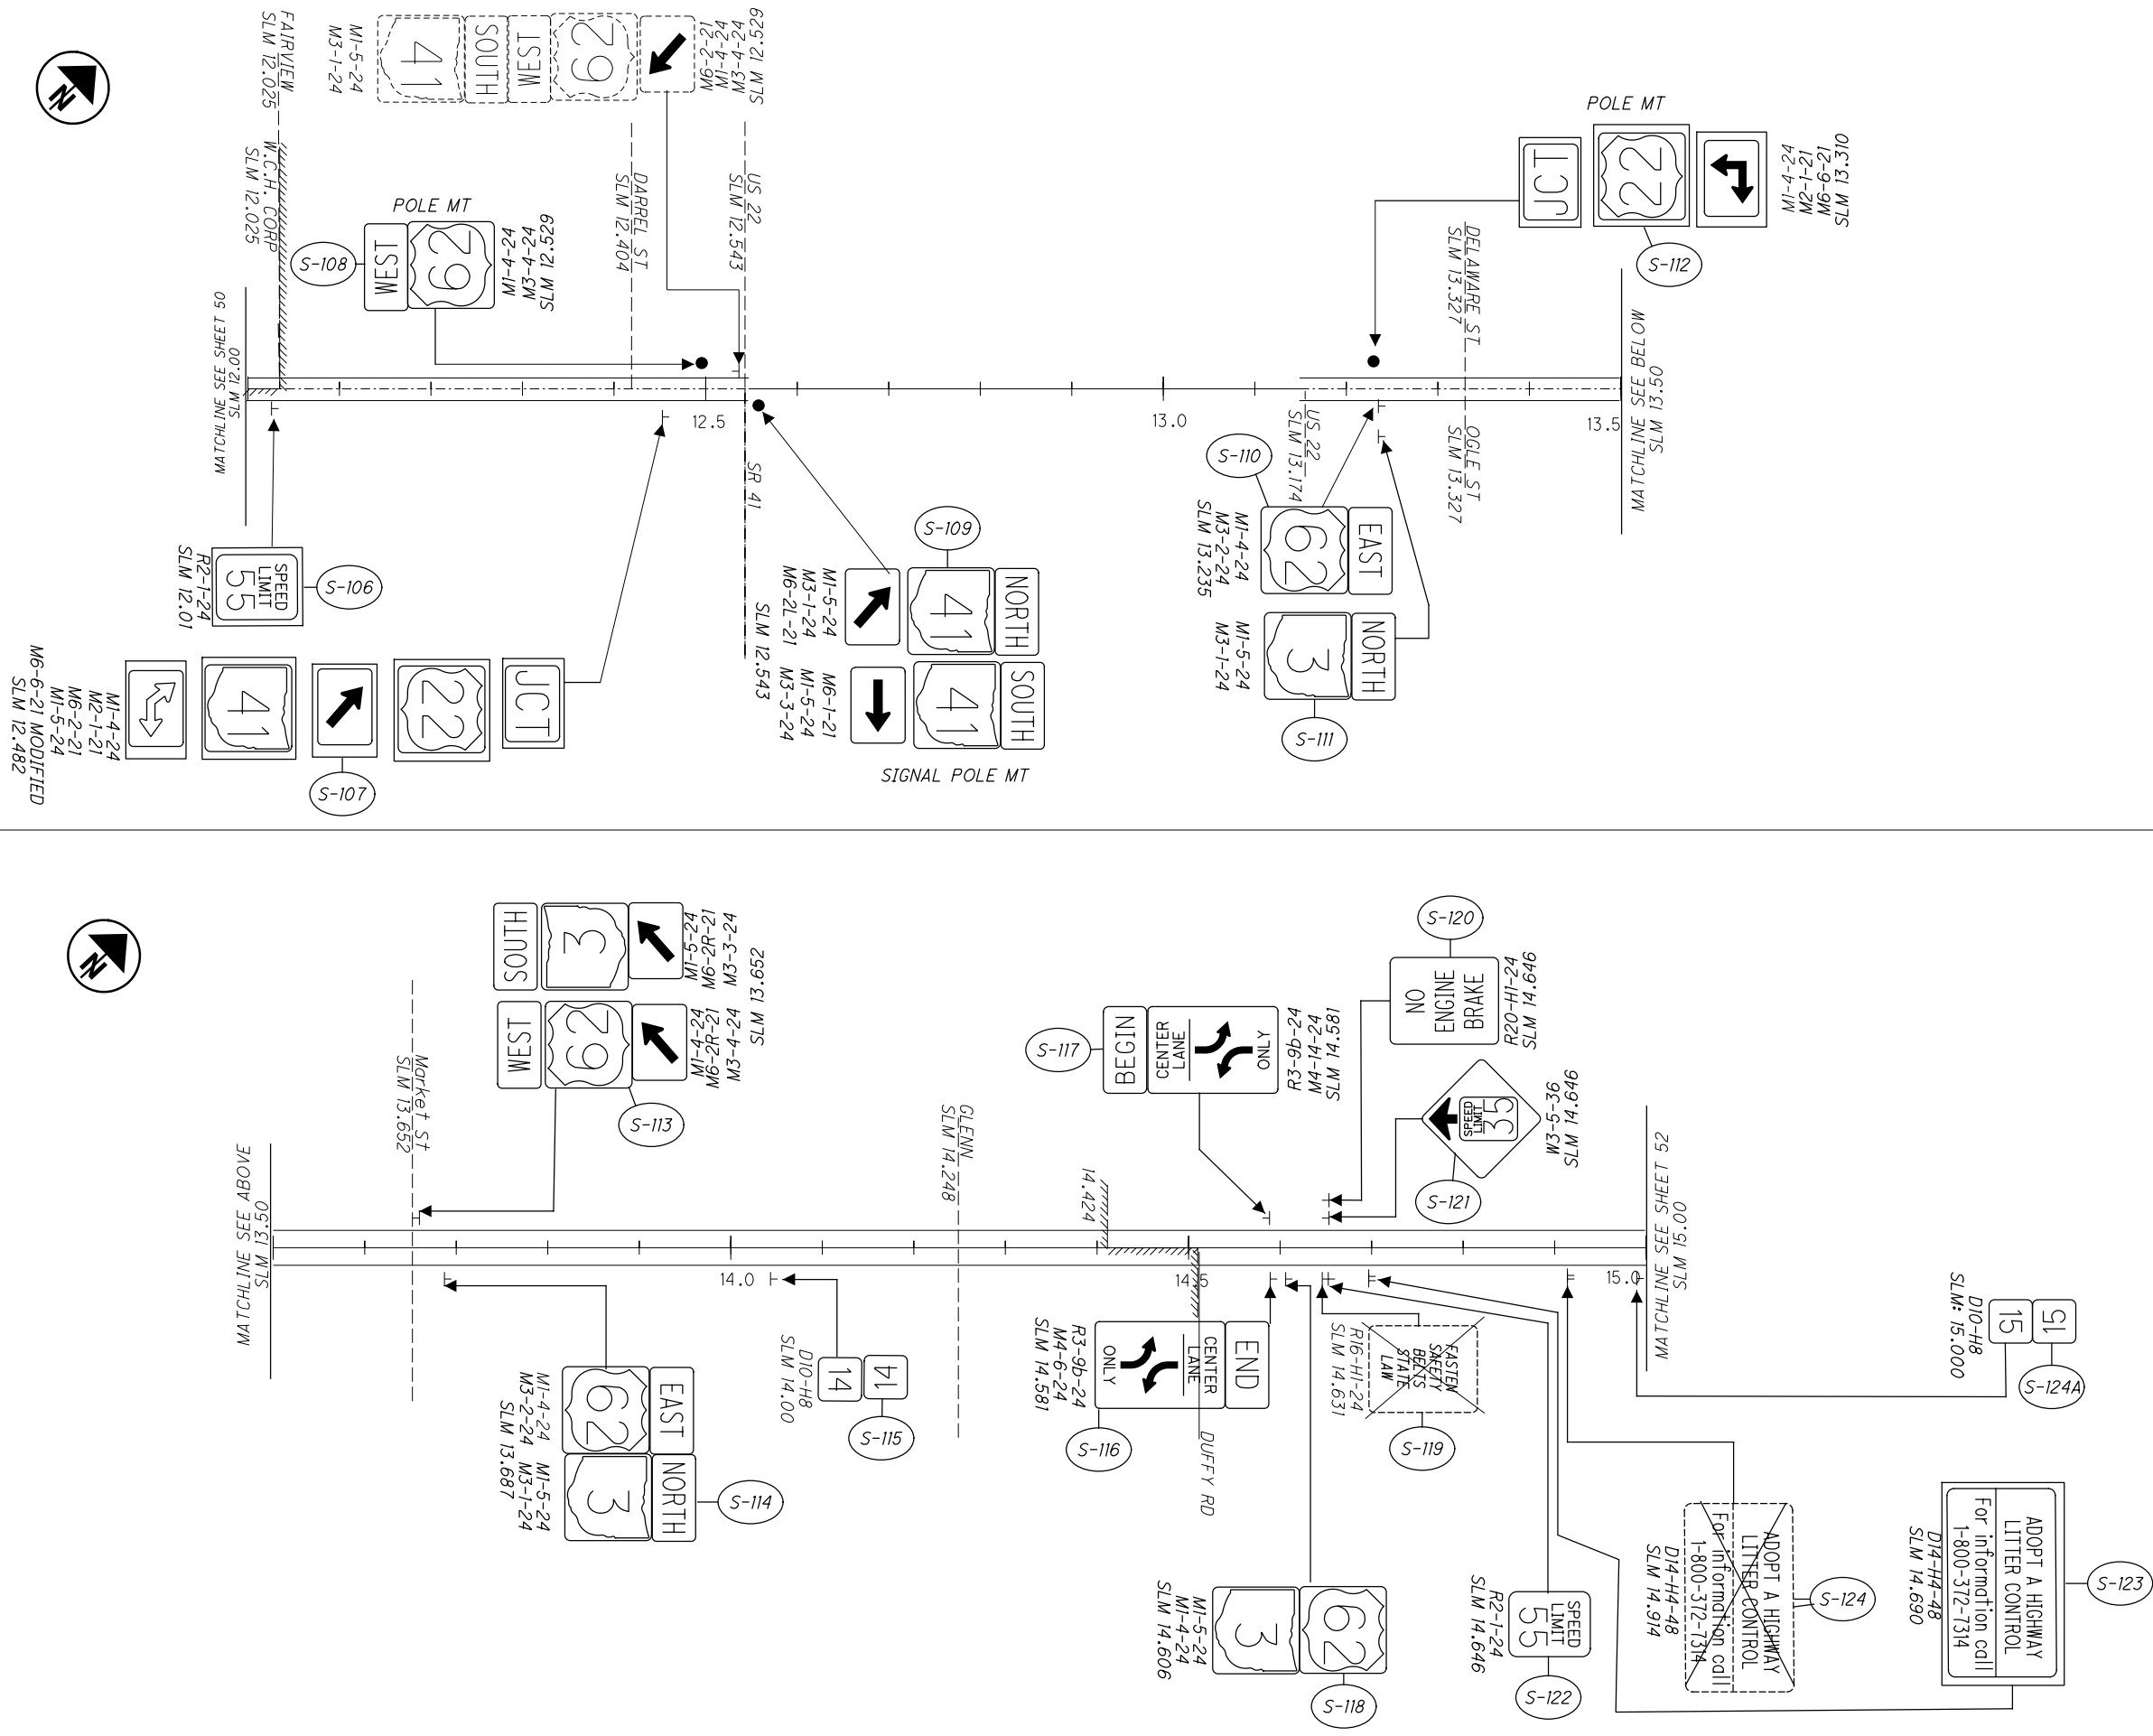 FAIRVIEW
SLM 12.025
W.C.H. CORP
SLM 12.025
M1-5-24
M3-1-24
41
SOUTH
WEST
62
M6-2-21
M1-4-24
M3-4-24
SLM 12.529
POLE MT
WEST
62
S-108
M1-4-24
M3-4-24
SLM 12.529
DARREL ST
SLM 12.404
US 22
SLM 12.543
POLE MT
JCT
22
M1-4-24
M2-1-21
M6-6-21
SLM 13.310
S-112
DELAWARE ST
SLM 13.327
MATCHLINE SEE SHEET 50
SLM 12.00
12.5
13.0
13.5
MATCHLINE SEE BELOW
SLM 13.50
US 22
SLM 13.174
OGLE ST
SLM 13.327
SR 41
SLM 12.543
SPEED
LIMIT
55
R2-1-24
SLM 12.01
S-106
JCT
22
41
M1-4-24
M2-1-21
M6-2-21
M1-5-24
M6-6-21 MODIFIED
SLM 12.482
S-107
S-109
NORTH
41
M1-5-24
M3-1-24
M6-2L-21
SOUTH
41
M6-1-21
M1-5-24
M3-3-24
SIGNAL POLE MT
S-110
EAST
62
M1-4-24
M3-2-24
SLM 13.235
NORTH
3
M1-5-24
M3-1-24
S-111
SOUTH
3
M1-5-24
M6-2R-21
M3-3-24
SLM 13.652
WEST
62
M1-4-24
M6-2R-21
M3-4-24
S-113
Market St
SLM 13.652
MATCHLINE SEE ABOVE
SLM 13.50
GLENN
SLM 14.248
14.424
S-117
BEGIN
CENTER
LANE
ONLY
R3-9b-24
M4-14-24
SLM 14.581
S-120
NO
ENGINE
BRAKE
R20-H1-24
SLM 14.646
SPEED
LIMIT
35
W3-5-36
SLM 14.646
S-121
MATCHLINE SEE SHEET 52
SLM 15.00
14.0
14.5
15.0
EAST
62
M1-4-24
M3-2-24
NORTH
3
M1-5-24
M3-1-24
SLM 13.687
S-114
14
14
D10-H8
SLM 14.00
S-115
END
CENTER
LANE
ONLY
R3-9b-24
M4-6-24
SLM 14.581
S-116
DUFFY RD
FASTEN
SAFETY
BELTS
STATE
LAW
R16-H1-24
SLM 14.631
S-119
62
3
M1-5-24
M1-4-24
SLM 14.606
S-118
SPEED
LIMIT
55
R2-1-24
SLM 14.646
S-122
ADOPT A HIGHWAY
LITTER CONTROL
For information call
1-800-372-7314
D14-H4-48
SLM 14.914
S-124
ADOPT A HIGHWAY
LITTER CONTROL
For information call
1-800-372-7314
D14-H4-48
SLM 14.690
S-123
15
15
D10-H8
SLM: 15.000
S-124A
N
N